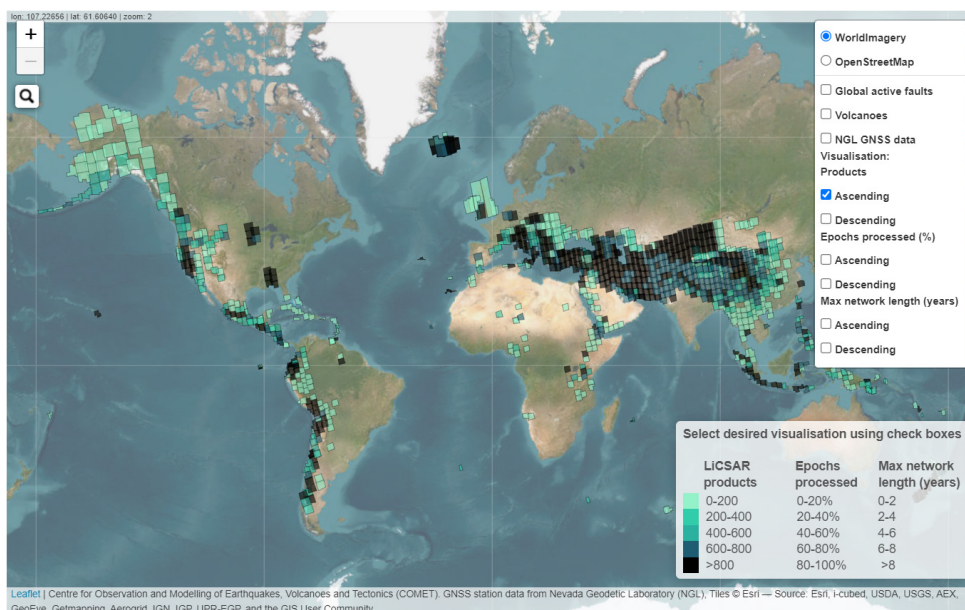 lon: 107.22656 | lat: 61.60640 | zoom: 2
+
−
WorldImagery
OpenStreetMap
Global active faults
Volcanoes
NGL GNSS data
Visualisation:
Products
Ascending
Descending
Epochs processed (%)
Ascending
Descending
Max network length (years)
Ascending
Descending
Select desired visualisation using check boxes
LiCSAR Epochs Max network
products processed length (years)
0-200 0-20% 0-2
200-400 20-40% 2-4
400-600 40-60% 4-6
600-800 60-80% 6-8
>800 80-100% >8
Leaflet | Centre for Observation and Modelling of Earthquakes, Volcanoes and Tectonics (COMET). GNSS station data from Nevada Geodetic Laboratory (NGL); Tiles © Esri — Source: Esri, i-cubed, USDA, USGS, AEX,
GeoEye, Getmapping, Aerogrid, IGN, IGP, UPR-EGP, and the GIS User Community